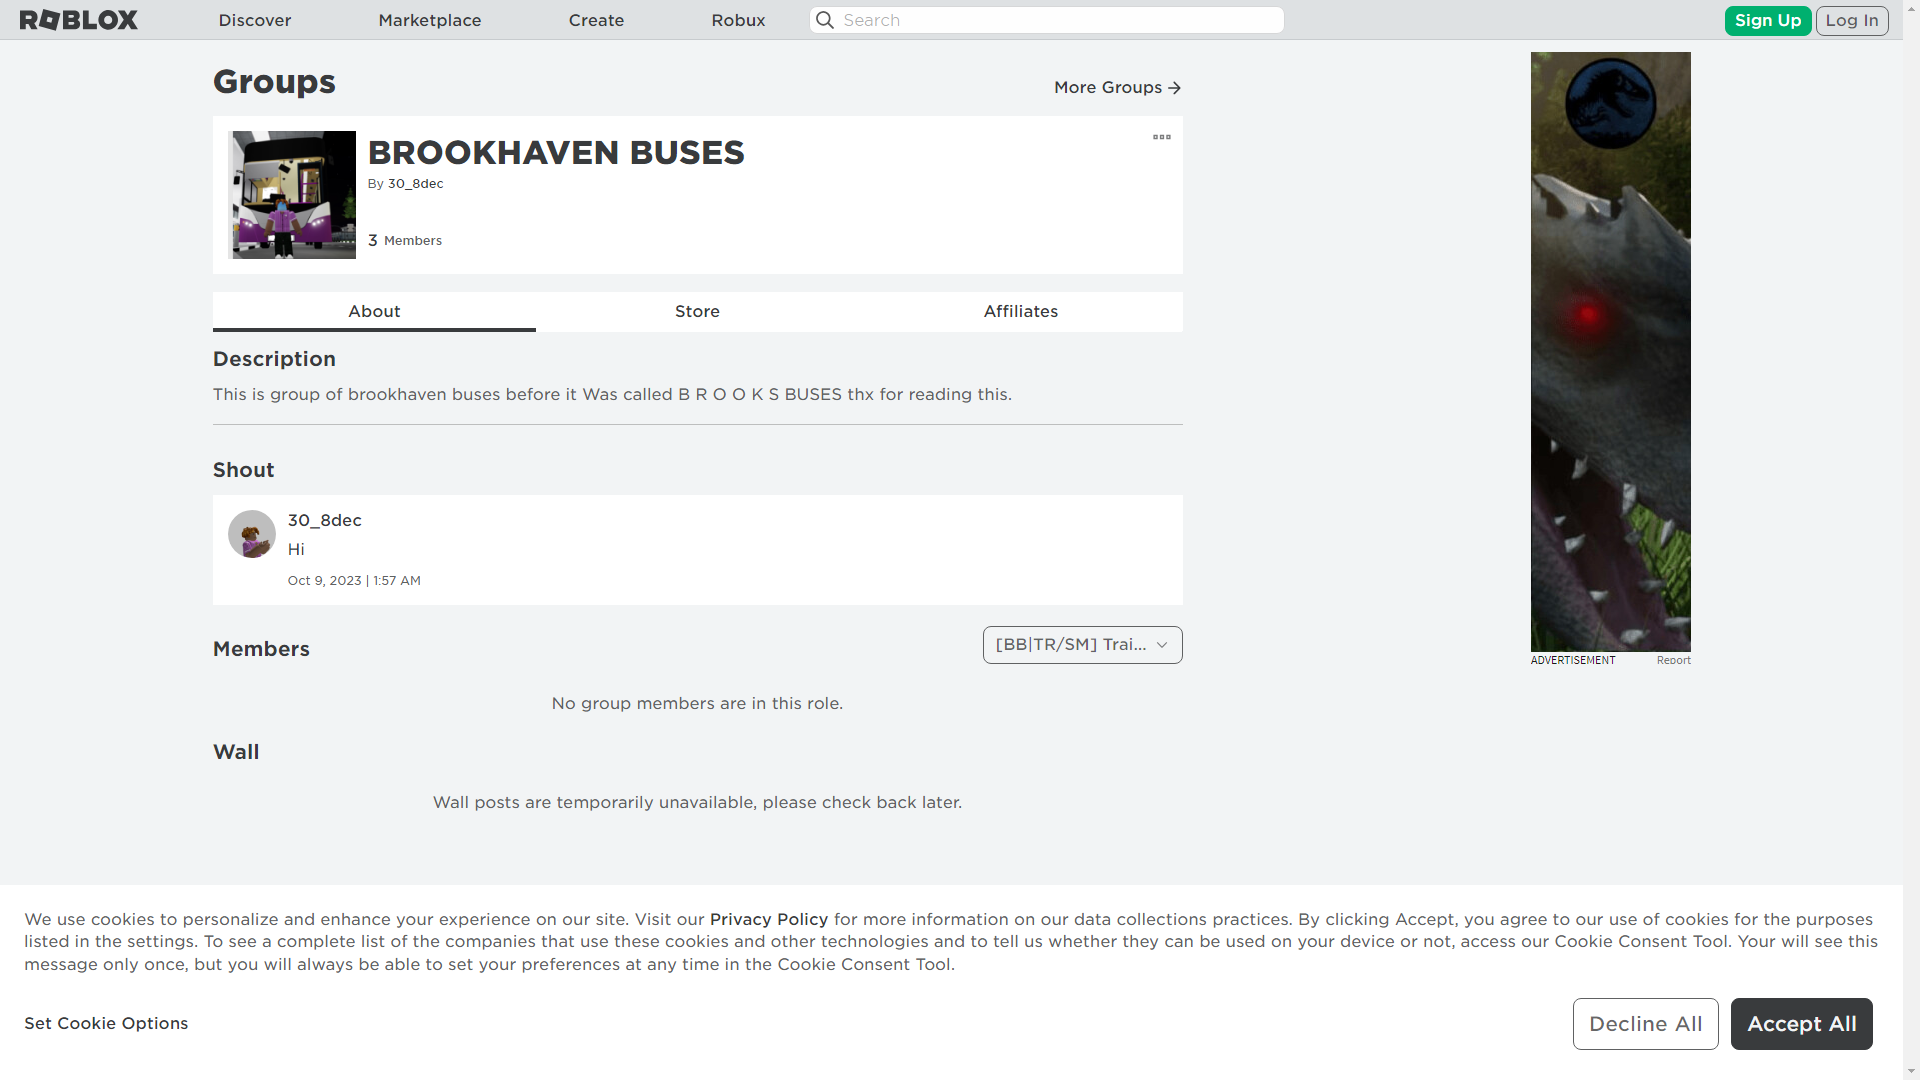 ROBLOX
Discover
Marketplace
Create
Robux
Search
Sign Up
Log In
Groups
More Groups
BROOKHAVEN BUSES
By 30_8dec
3 Members
About
Store
Affiliates
Description
This is group of brookhaven buses before it Was called B R O O K S BUSES thx for reading this.
Shout
30_8dec
Hi
Oct 9, 2023 | 1:57 AM
Members
[BB|TR/SM] Trai...
No group members are in this role.
Wall
Wall posts are temporarily unavailable, please check back later.
ADVERTISEMENT
Report
We use cookies to personalize and enhance your experience on our site. Visit our Privacy Policy for more information on our data collections practices. By clicking Accept, you agree to our use of cookies for the purposes
listed in the settings. To see a complete list of the companies that use these cookies and other technologies and to tell us whether they can be used on your device or not, access our Cookie Consent Tool. Your will see this
message only once, but you will always be able to set your preferences at any time in the Cookie Consent Tool.
Set Cookie Options
Decline All
Accept All